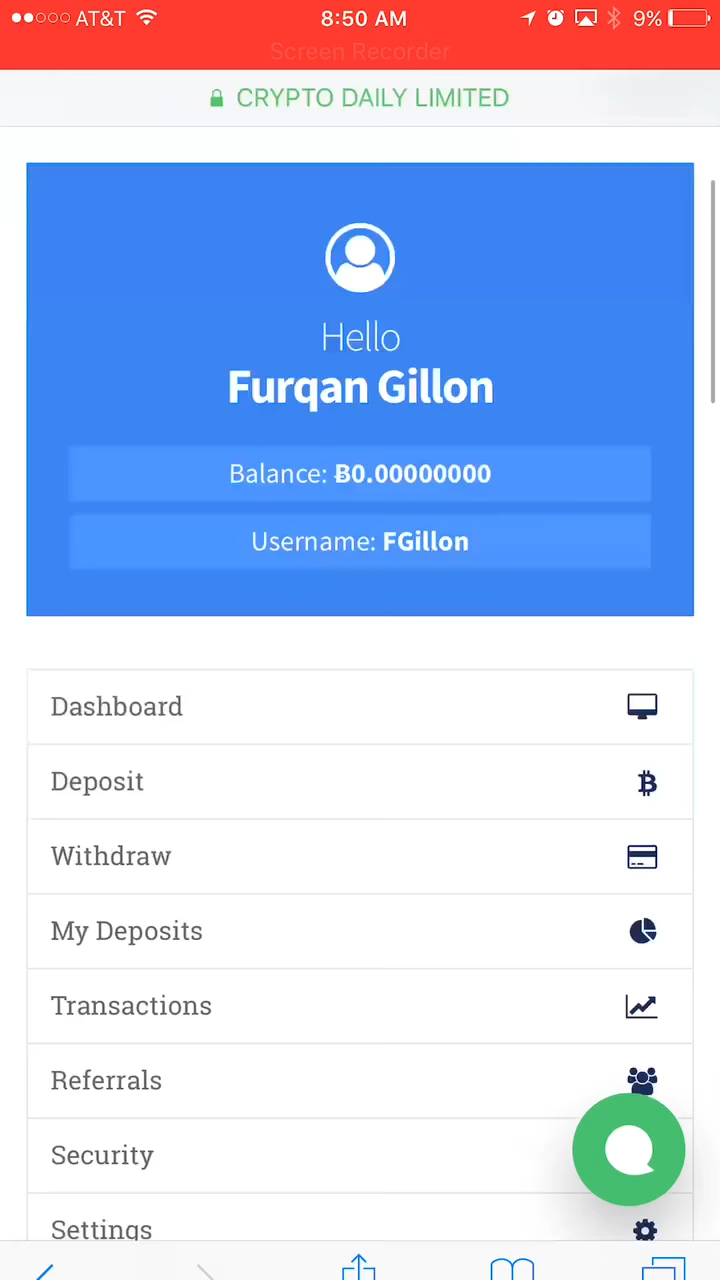 AT&T 8:50 AM 9%
Screen Recorder
CRYPTO DAILY LIMITED
Hello
Furqan Gillon
Balance: Ƀ0.00000000
Username: FGillon
Dashboard
Deposit
Withdraw
My Deposits
Transactions
Referrals
Security
Settings